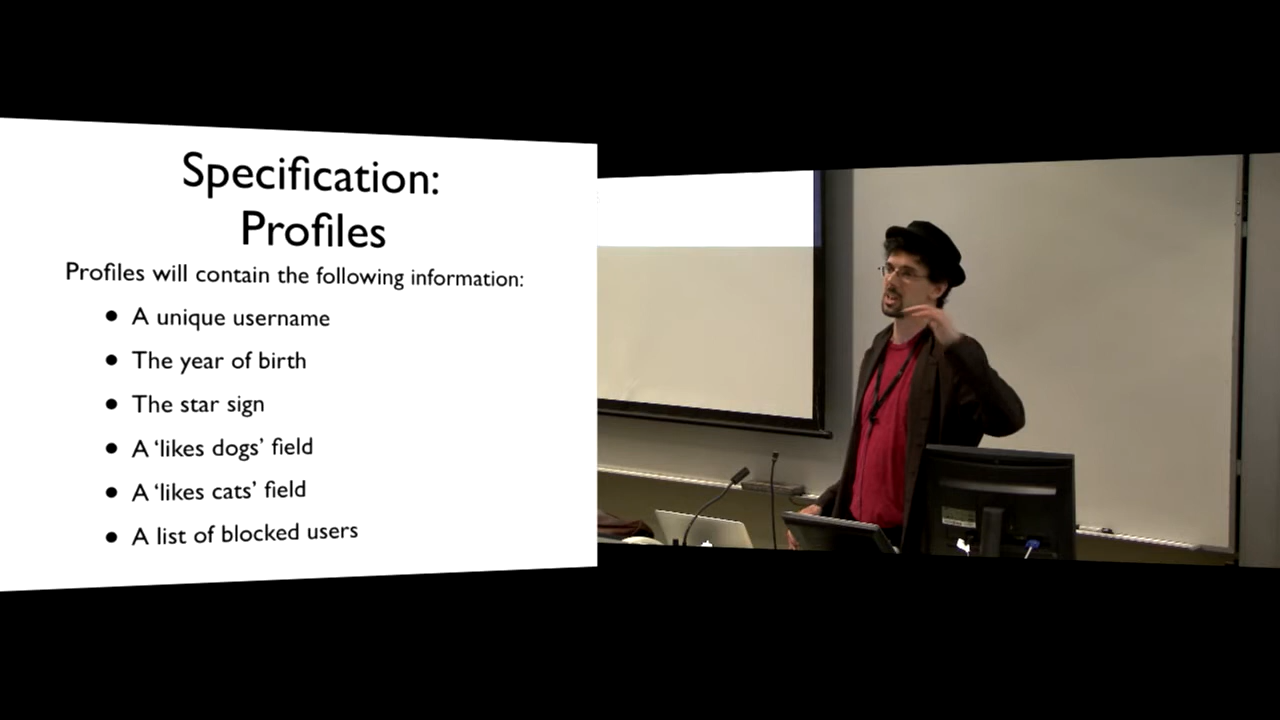 Specification:
Profiles
Profiles will contain the following information:
• A unique username
• The year of birth
• The star sign
• A ‘likes dogs’ field
• A ‘likes cats’ field
• A list of blocked users